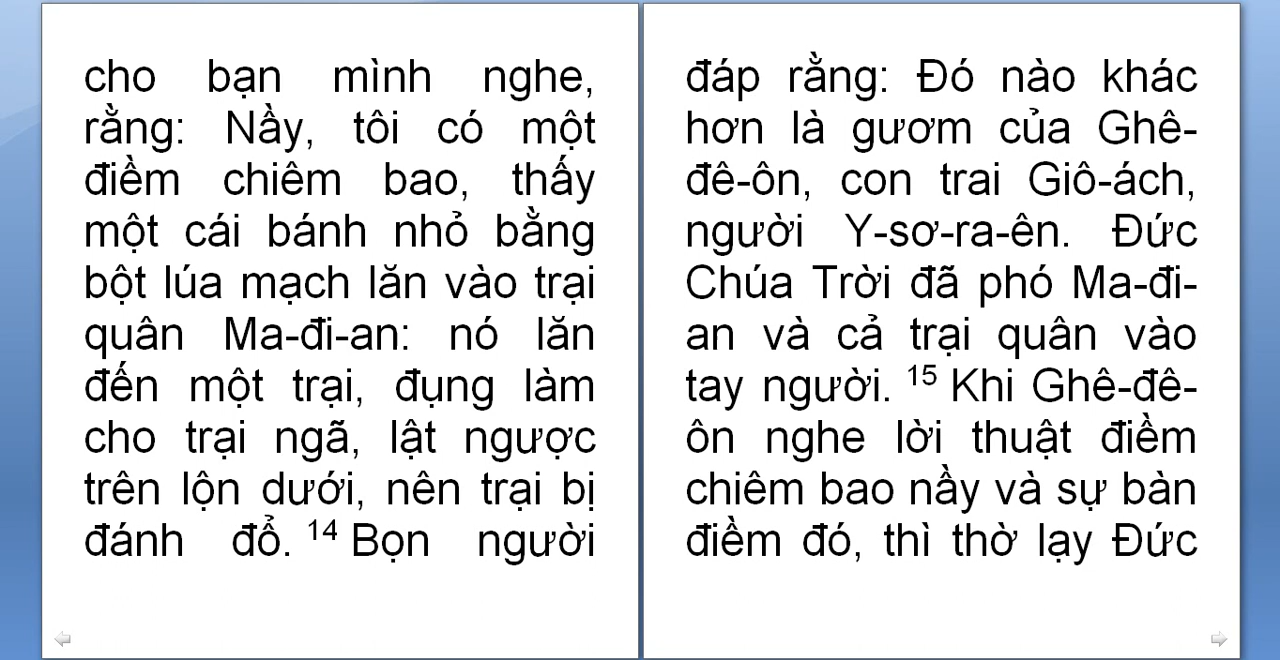 cho bạn mình nghe,
rằng: Nầy, tôi có một
điềm chiêm bao, thấy
một cái bánh nhỏ bằng
bột lúa mạch lăn vào trại
quân Ma-đi-an: nó lăn
đến một trại, đụng làm
cho trại ngã, lật ngược
trên lộn dưới, nên trại bị
đánh đổ. 14 Bọn người
đáp rằng: Đó nào khác
hơn là gươm của Ghê-
đê-ôn, con trai Giô-ách,
người Y-sơ-ra-ên. Đức
Chúa Trời đã phó Ma-đi-
an và cả trại quân vào
tay người. 15 Khi Ghê-đê-
ôn nghe lời thuật điềm
chiêm bao nầy và sự bàn
điềm đó, thì thờ lạy Đức